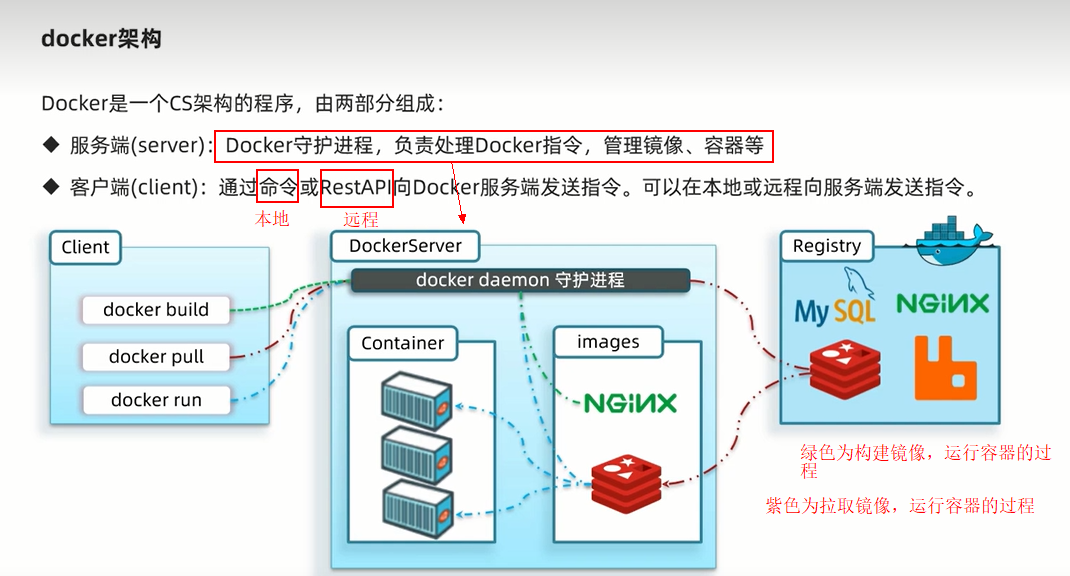 docker架构
Docker是一个CS架构的程序，由两部分组成：
◆ 服务端(server)：Docker守护进程，负责处理Docker指令，管理镜像、容器等
◆ 客户端(client)：通过命令或RestAPI向Docker服务端发送指令。可以在本地或远程向服务端发送指令。
本地
远程
Client
docker build
docker pull
docker run
DockerServer
docker daemon 守护进程
Container
images
NGINX
Registry
MySQL
NGINX
绿色为构建镜像，运行容器的过
程
紫色为拉取镜像，运行容器的过程